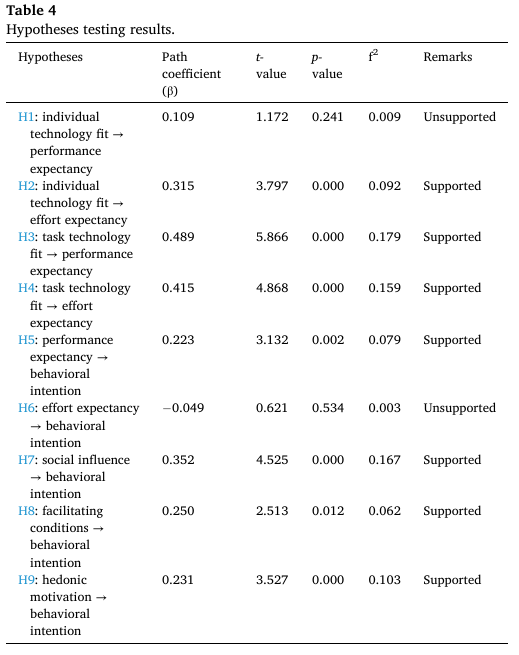 Table 4
Hypotheses testing results.
Hypotheses Path coefficient (β) t-value p-value f² Remarks
H1: individual technology fit → performance expectancy 0.109 1.172 0.241 0.009 Unsupported
H2: individual technology fit → effort expectancy 0.315 3.797 0.000 0.092 Supported
H3: task technology fit → performance expectancy 0.489 5.866 0.000 0.179 Supported
H4: task technology fit → effort expectancy 0.415 4.868 0.000 0.159 Supported
H5: performance expectancy → behavioral intention 0.223 3.132 0.002 0.079 Supported
H6: effort expectancy → behavioral intention −0.049 0.621 0.534 0.003 Unsupported
H7: social influence → behavioral intention 0.352 4.525 0.000 0.167 Supported
H8: facilitating conditions → behavioral intention 0.250 2.513 0.012 0.062 Supported
H9: hedonic motivation → behavioral intention 0.231 3.527 0.000 0.103 Supported